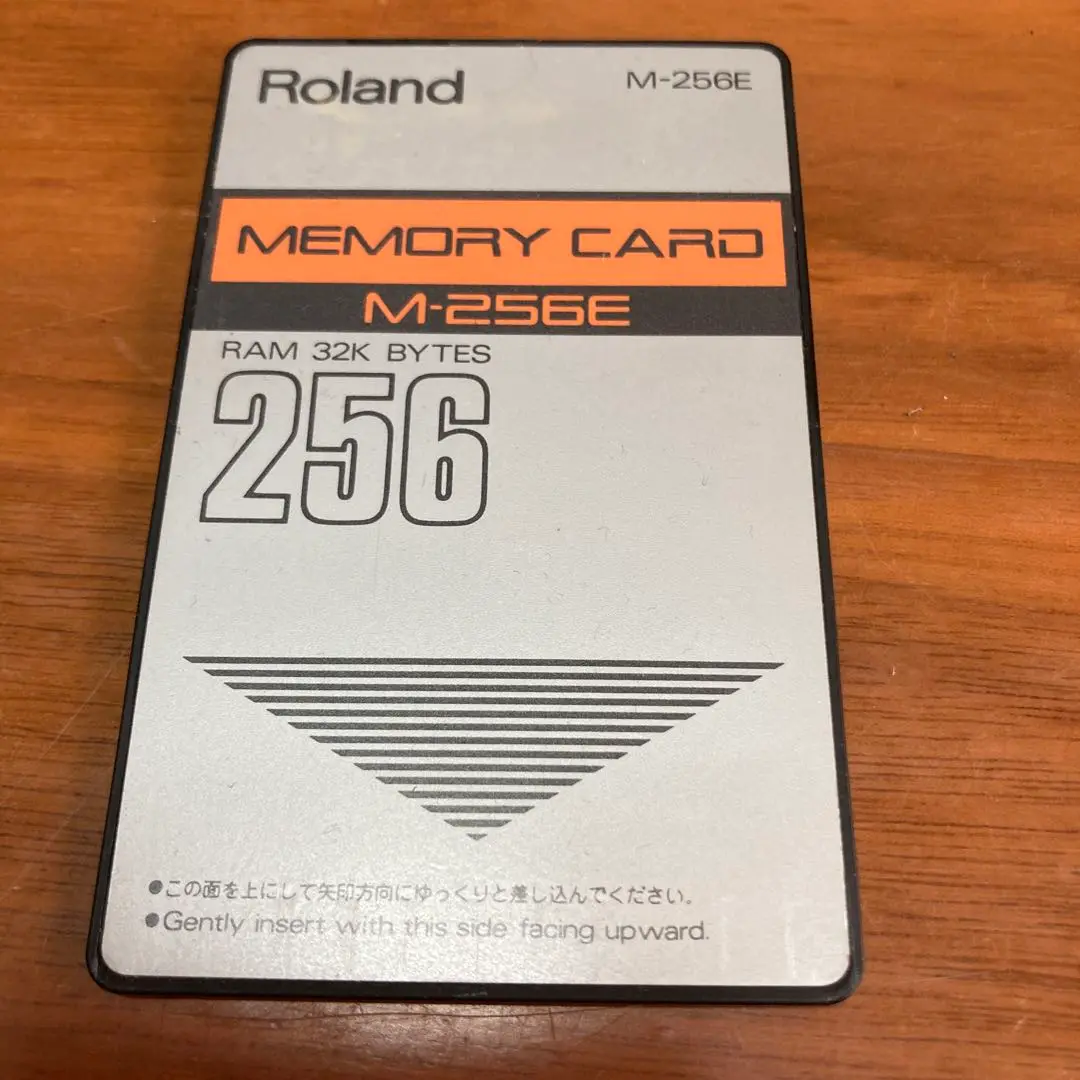 Roland
M-256E
MEMORY CARD
M-256E
RAM 32K BYTES
256
●この面を上にして矢印方向にゆっくりと差し込んでください。
●Gently insert with this side facing upward.